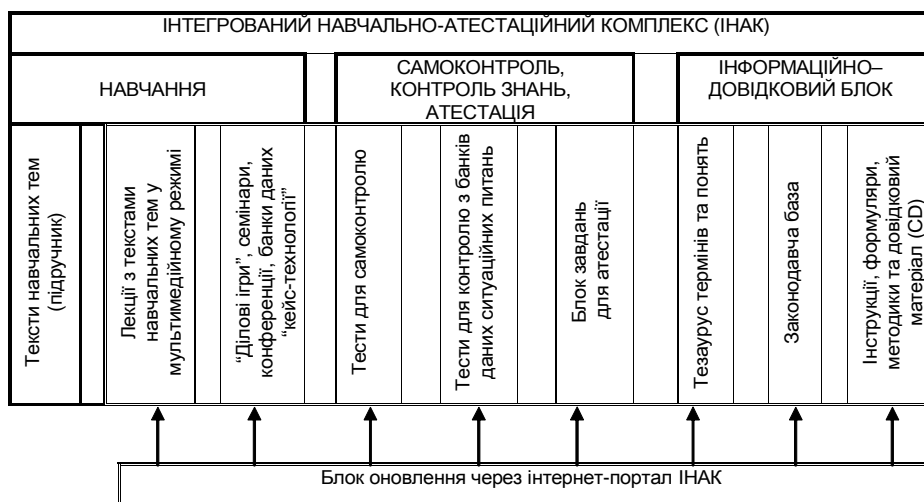 ІНТЕГРОВАНИЙ НАВЧАЛЬНО-АТЕСТАЦІЙНИЙ КОМПЛЕКС (ІНАК)
НАВЧАННЯ
САМОКОНТРОЛЬ,
КОНТРОЛЬ ЗНАНЬ,
АТЕСТАЦІЯ
ІНФОРМАЦІЙНО–
ДОВІДКОВИЙ БЛОК
Тексти навчальних тем
(підручник)
Лекції з текстами
навчальних тем у
мультимедійному режимі
“Ділові ігри”, семінари,
конференції, банки даних
“кейс-технології”
Тести для самоконтролю
Тести для контролю з банків
даних ситуаційних питань
Блок завдань
для атестації
Тезаурус термінів та понять
Законодавча база
Інструкції, формуляри,
методики та довідковий
матеріал (CD)
Блок оновлення через інтернет-портал ІНАК